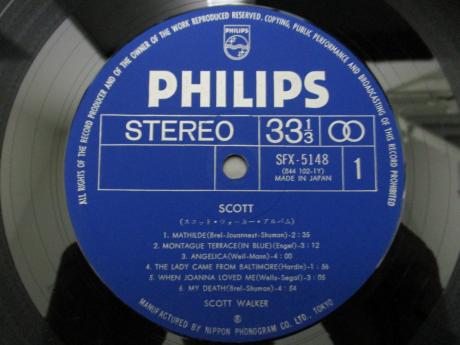 ALL RIGHTS OF THE RECORD PRODUCER AND OF THE OWNER OF THE WORK REPRODUCED RESERVED. COPYING, PUBLIC PERFORMANCE AND BROADCASTING OF THIS RECORD PROHIBITED
PHILIPS
PHILIPS
STEREO
33 1/3
SFX-5148
(844 102-1Y)
MADE IN JAPAN
1
SCOTT
(スコット・ウォーカー・アルバム)
1. MATHILDE(Brel-Jouannest-Shuman)-2:35
2. MONTAGUE TERRACE(IN BLUE)(Engel)-3:12
3. ANGELICA(Weil-Mann)-4:00
4. THE LADY CAME FROM BALTIMORE(Hardin)-1:56
5. WHEN JOANNA LOVED ME(Wells-Segal)-3:05
6. MY DEATH(Brel-Shuman)-4:54
SCOTT WALKER
MANUFACTURED BY NIPPON PHONOGRAM CO. LTD., TOKYO